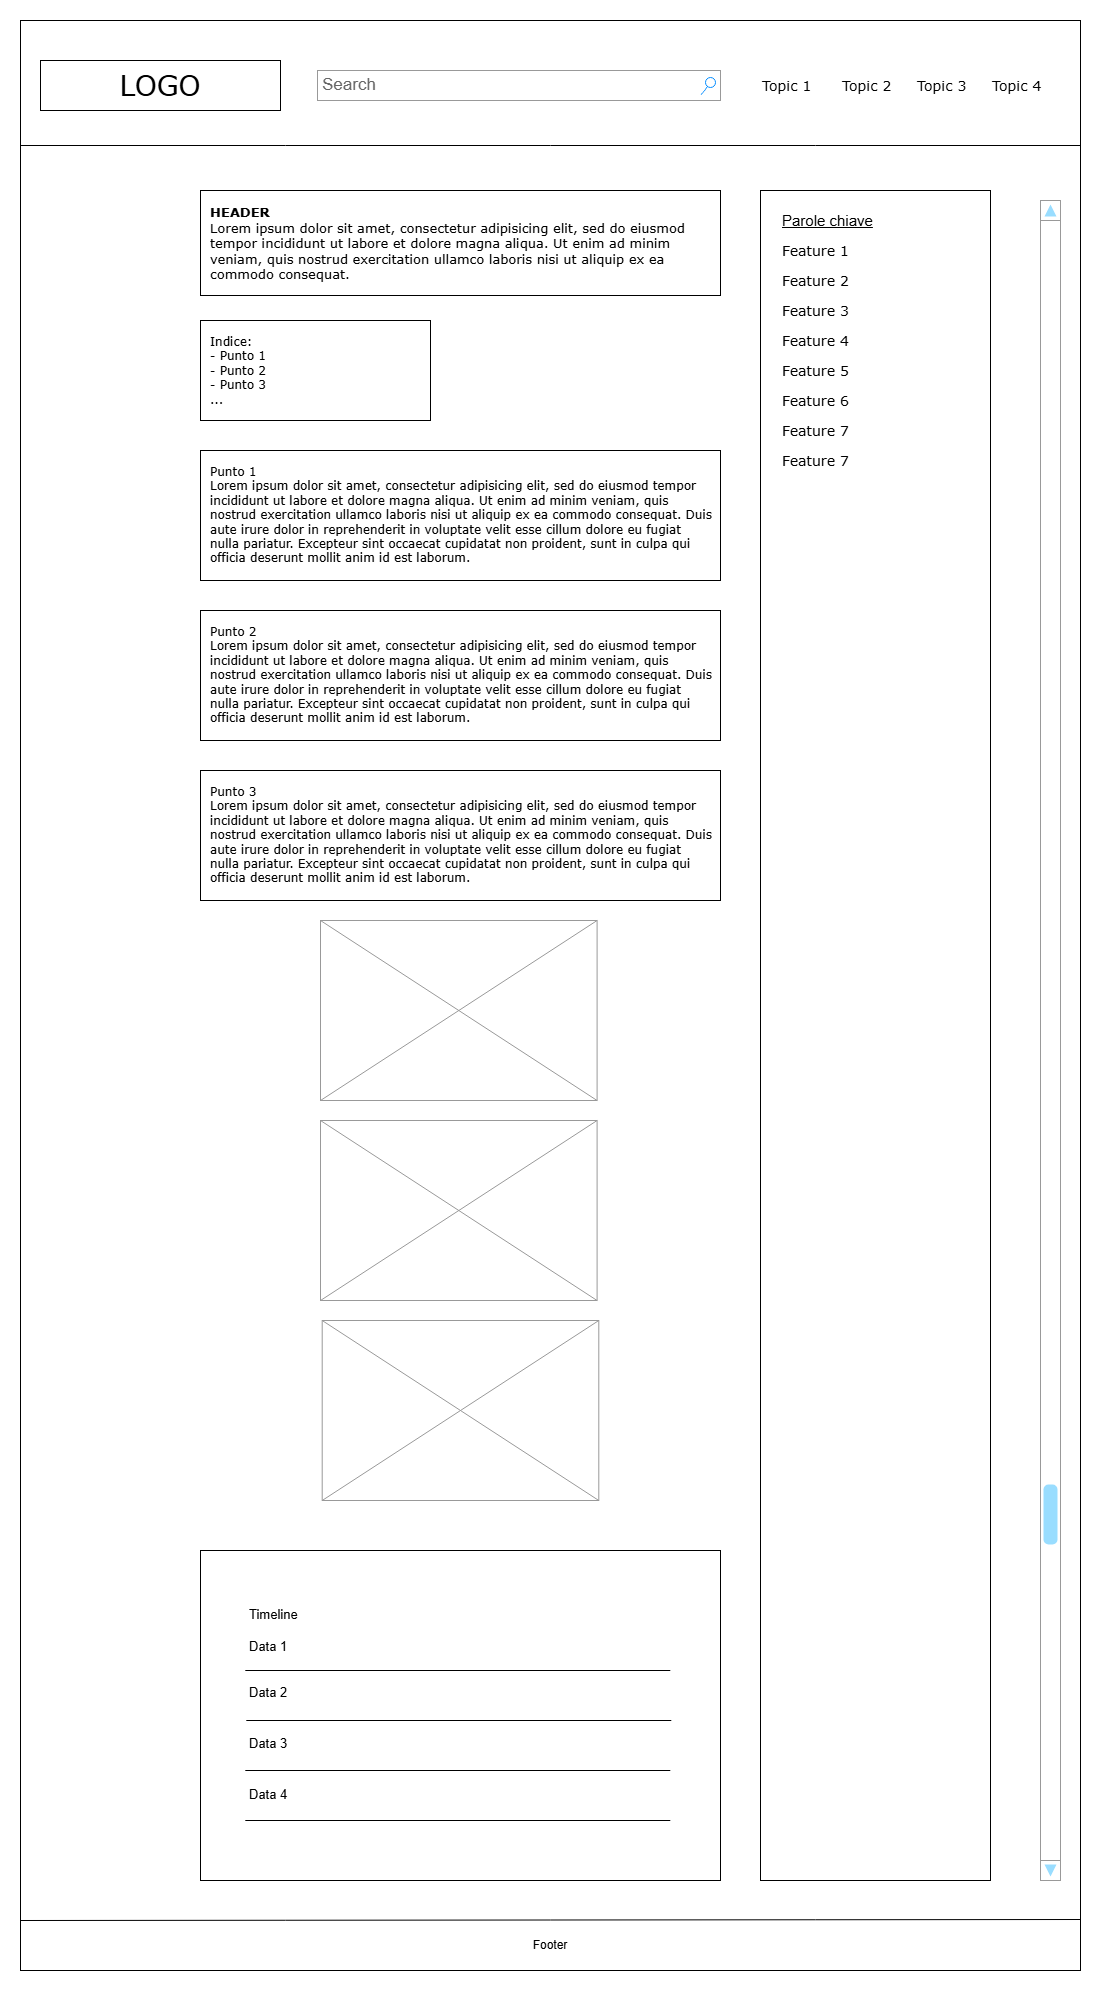 LOGO
Search
Topic 1
Topic 2
Topic 3
Topic 4
HEADER
Lorem ipsum dolor sit amet, consectetur adipisicing elit, sed do eiusmod
tempor incididunt ut labore et dolore magna aliqua. Ut enim ad minim
veniam, quis nostrud exercitation ullamco laboris nisi ut aliquip ex ea
commodo consequat.
Indice:
- Punto 1
- Punto 2
- Punto 3
...
Punto 1
Lorem ipsum dolor sit amet, consectetur adipisicing elit, sed do eiusmod tempor
incididunt ut labore et dolore magna aliqua. Ut enim ad minim veniam, quis
nostrud exercitation ullamco laboris nisi ut aliquip ex ea commodo consequat. Duis
aute irure dolor in reprehenderit in voluptate velit esse cillum dolore eu fugiat
nulla pariatur. Excepteur sint occaecat cupidatat non proident, sunt in culpa qui
officia deserunt mollit anim id est laborum.
Punto 2
Lorem ipsum dolor sit amet, consectetur adipisicing elit, sed do eiusmod tempor
incididunt ut labore et dolore magna aliqua. Ut enim ad minim veniam, quis
nostrud exercitation ullamco laboris nisi ut aliquip ex ea commodo consequat. Duis
aute irure dolor in reprehenderit in voluptate velit esse cillum dolore eu fugiat
nulla pariatur. Excepteur sint occaecat cupidatat non proident, sunt in culpa qui
officia deserunt mollit anim id est laborum.
Punto 3
Lorem ipsum dolor sit amet, consectetur adipisicing elit, sed do eiusmod tempor
incididunt ut labore et dolore magna aliqua. Ut enim ad minim veniam, quis
nostrud exercitation ullamco laboris nisi ut aliquip ex ea commodo consequat. Duis
aute irure dolor in reprehenderit in voluptate velit esse cillum dolore eu fugiat
nulla pariatur. Excepteur sint occaecat cupidatat non proident, sunt in culpa qui
officia deserunt mollit anim id est laborum.
Timeline
Data 1
Data 2
Data 3
Data 4
Parole chiave
Feature 1
Feature 2
Feature 3
Feature 4
Feature 5
Feature 6
Feature 7
Feature 7
Footer